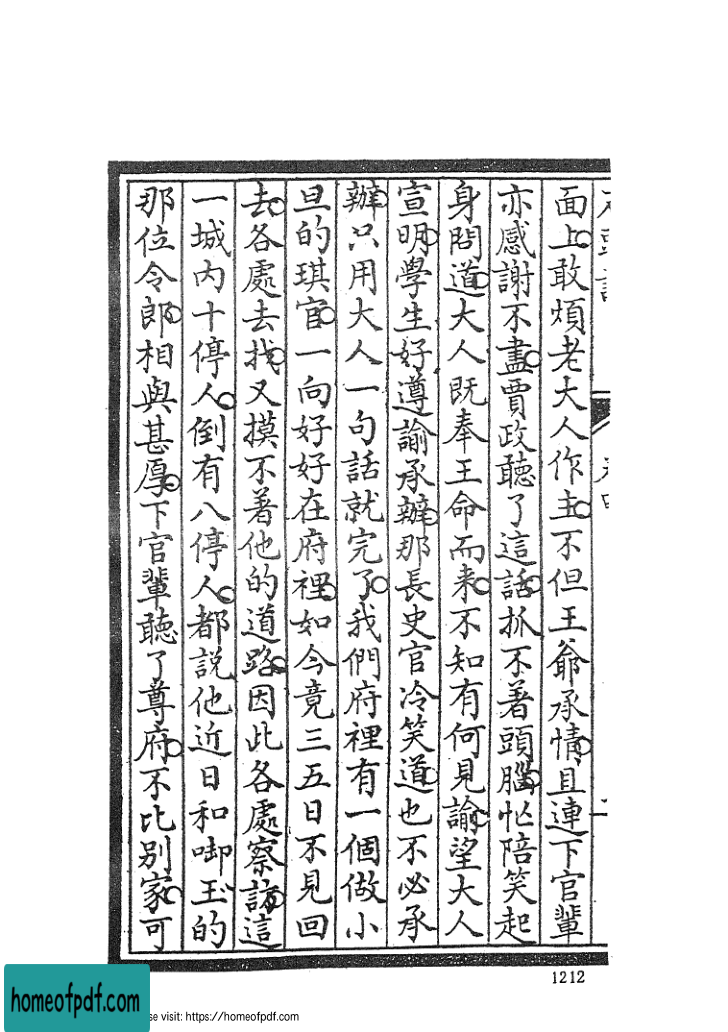 面上敢煩老大人作主不但王爺承情且連下官輩
亦感謝不盡賈政聽了這話抓不著頭腦忙陪笑起
身問道大人既奉王命而来不知有何見諭望大人
宣明學生好遵諭承辦那長史官冷笑道也不必承
辦只用大人一句話就完了我們府裡有一個做小
旦的琪官一向好好在府裡如今竟三五日不見回
去各處去找又摸不著他的道路因此各處察訪這
一城内十停人倒有八停人都說他近日和啣玉的
那位令郎相與甚厚下官輩聽了尊府不比別家可
1212
homeofpdf.com
se visit: https://homeofpdf.com